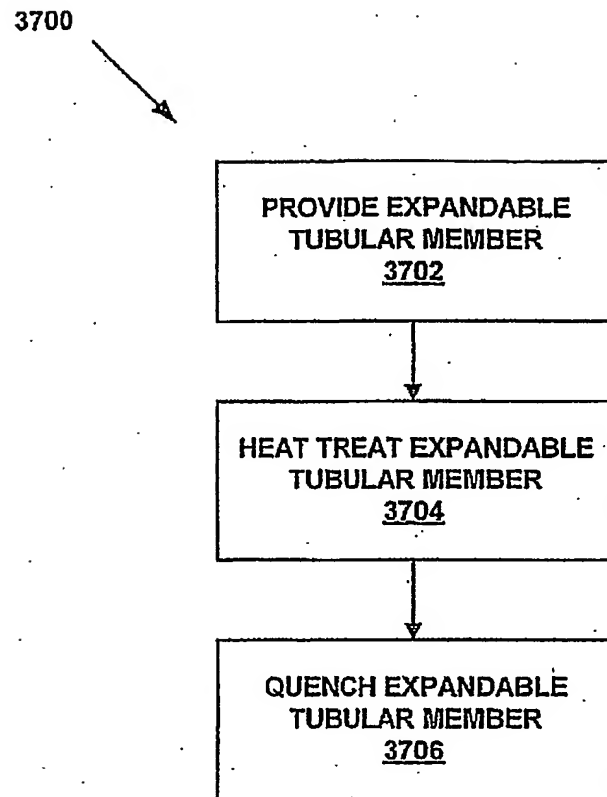 3700
PROVIDE EXPANDABLE
TUBULAR MEMBER
3702
HEAT TREAT EXPANDABLE
TUBULAR MEMBER
3704
QUENCH EXPANDABLE
TUBULAR MEMBER
3706